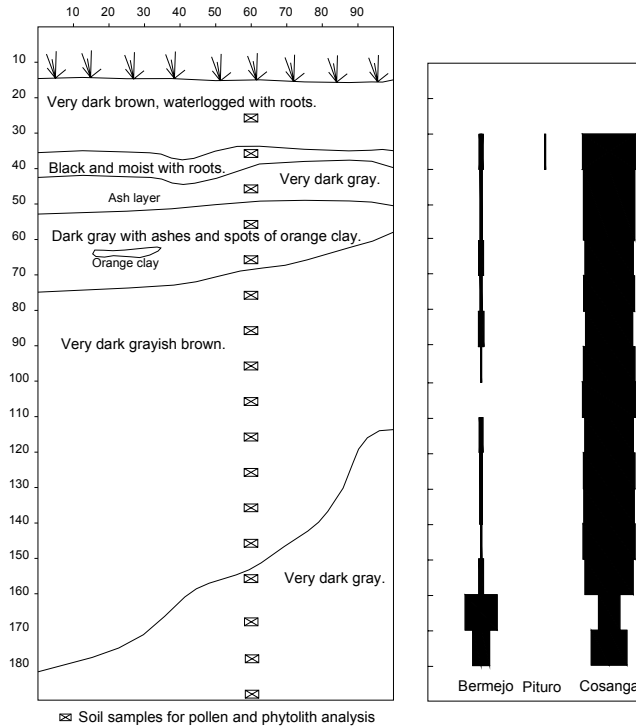 10 20 30 40 50 60 70 80 90
10
20
30
40
50
60
70
80
90
100
110
120
130
140
150
160
170
180
Very dark brown, waterlogged with roots.
Black and moist with roots.
Very dark gray.
Ash layer
Dark gray with ashes and spots of orange clay.
Orange clay
Very dark grayish brown.
Very dark gray.
Soil samples for pollen and phytolith analysis
Bermejo Pituro Cosanga